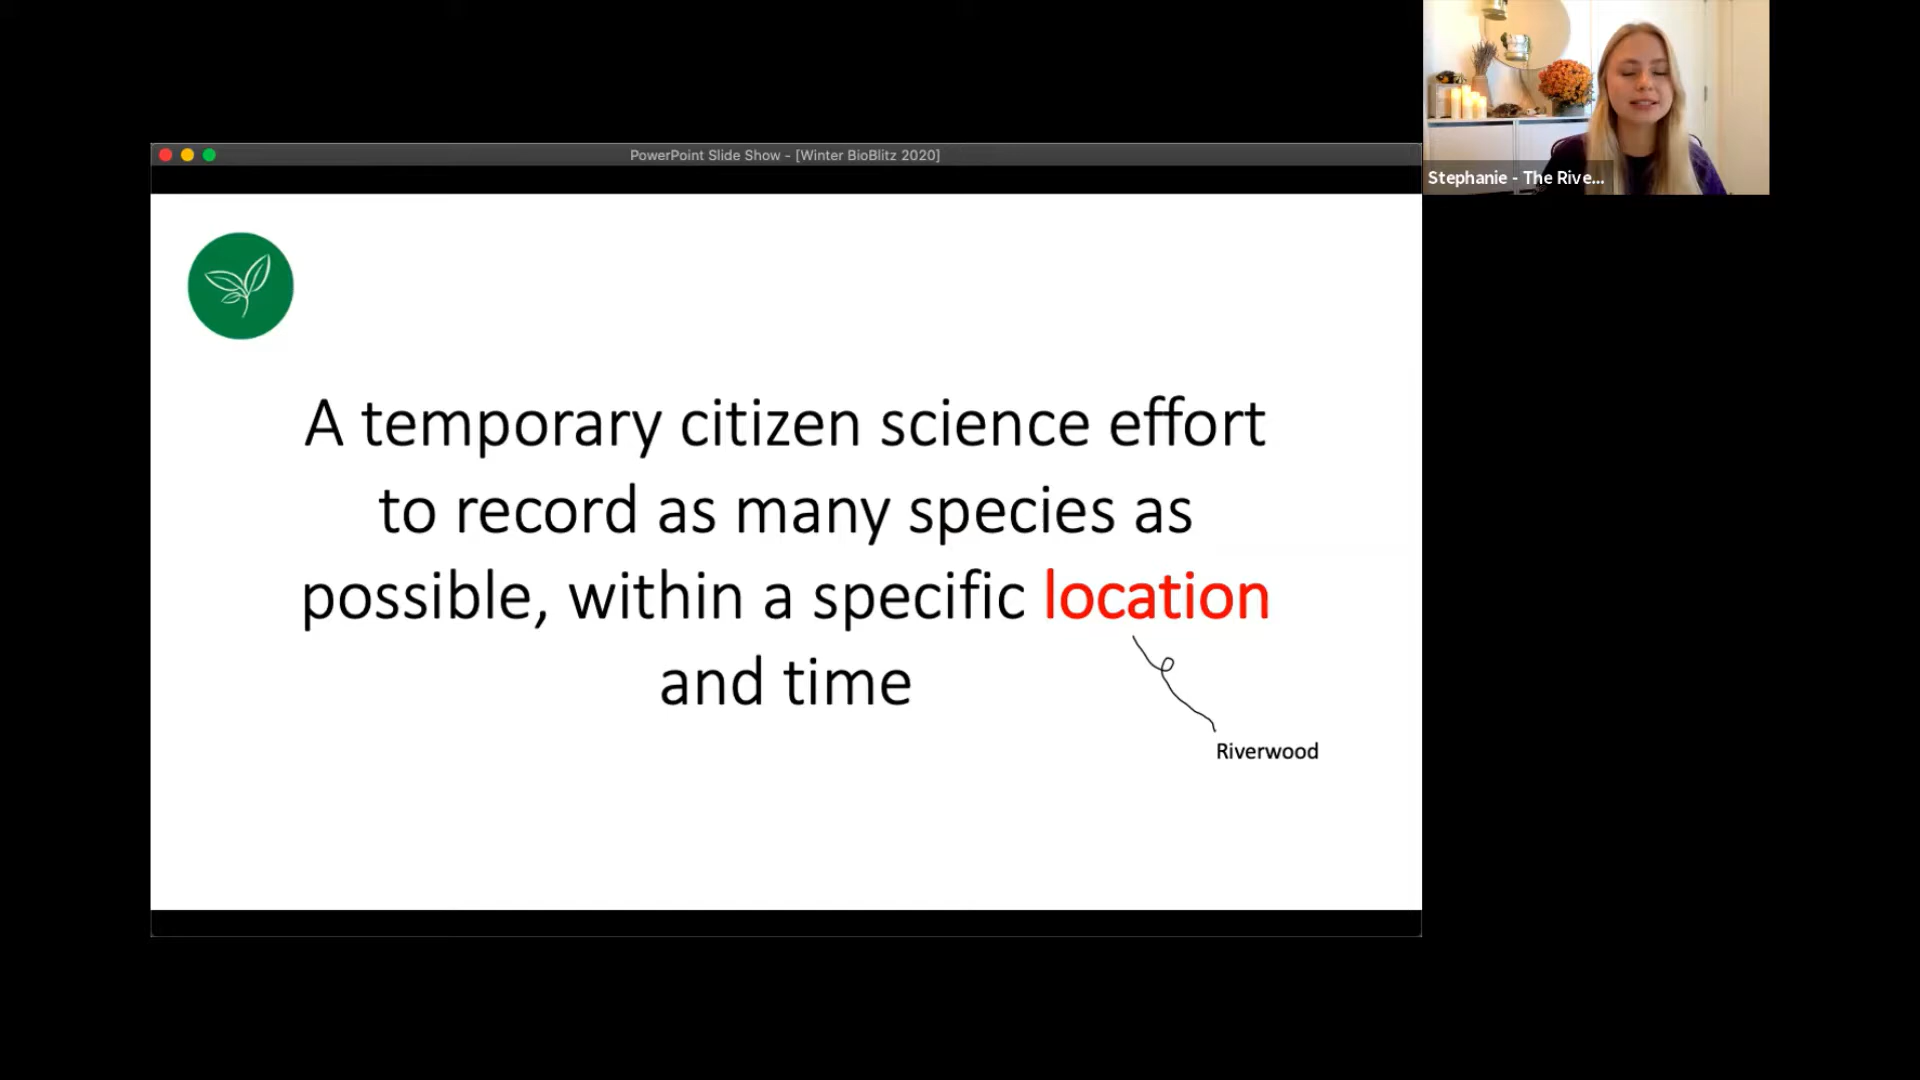 PowerPoint Slide Show - [Winter BioBlitz 2020]
Stephanie - The Rive...
A temporary citizen science effort
to record as many species as
possible, within a specific location
and time
Riverwood